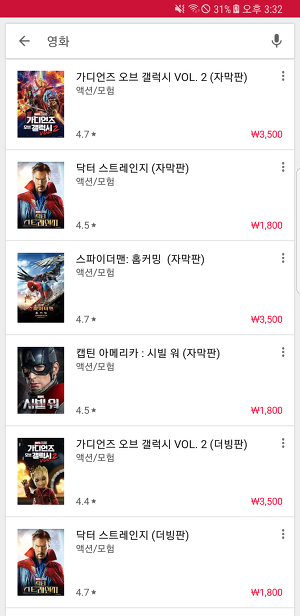 31% 오후 3:32
영화
가디언즈 오브 갤럭시 VOL. 2 (자막판)
액션/모험
4.7★
₩3,500
가디언즈
오브 갤럭시
닥터 스트레인지 (자막판)
액션/모험
4.5★
₩1,800
닥터
스트레인지
스파이더맨: 홈커밍 (자막판)
액션/모험
4.7★
₩3,500
캡틴 아메리카 : 시빌 워 (자막판)
액션/모험
4.5★
₩1,800
시빌 워
가디언즈 오브 갤럭시 VOL. 2 (더빙판)
액션/모험
4.4★
₩3,500
가디언즈
오브 갤럭시
닥터 스트레인지 (더빙판)
액션/모험
4.7★
₩1,800
닥터
스트레인지